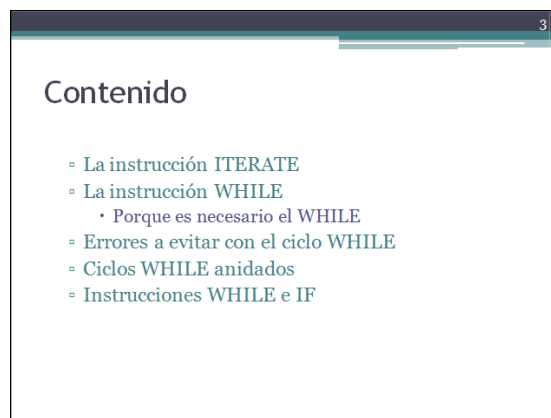 3
Contenido
▫ La instrucción ITERATE
▫ La instrucción WHILE
• Porque es necesario el WHILE
▫ Errores a evitar con el ciclo WHILE
▫ Ciclos WHILE anidados
▫ Instrucciones WHILE e IF